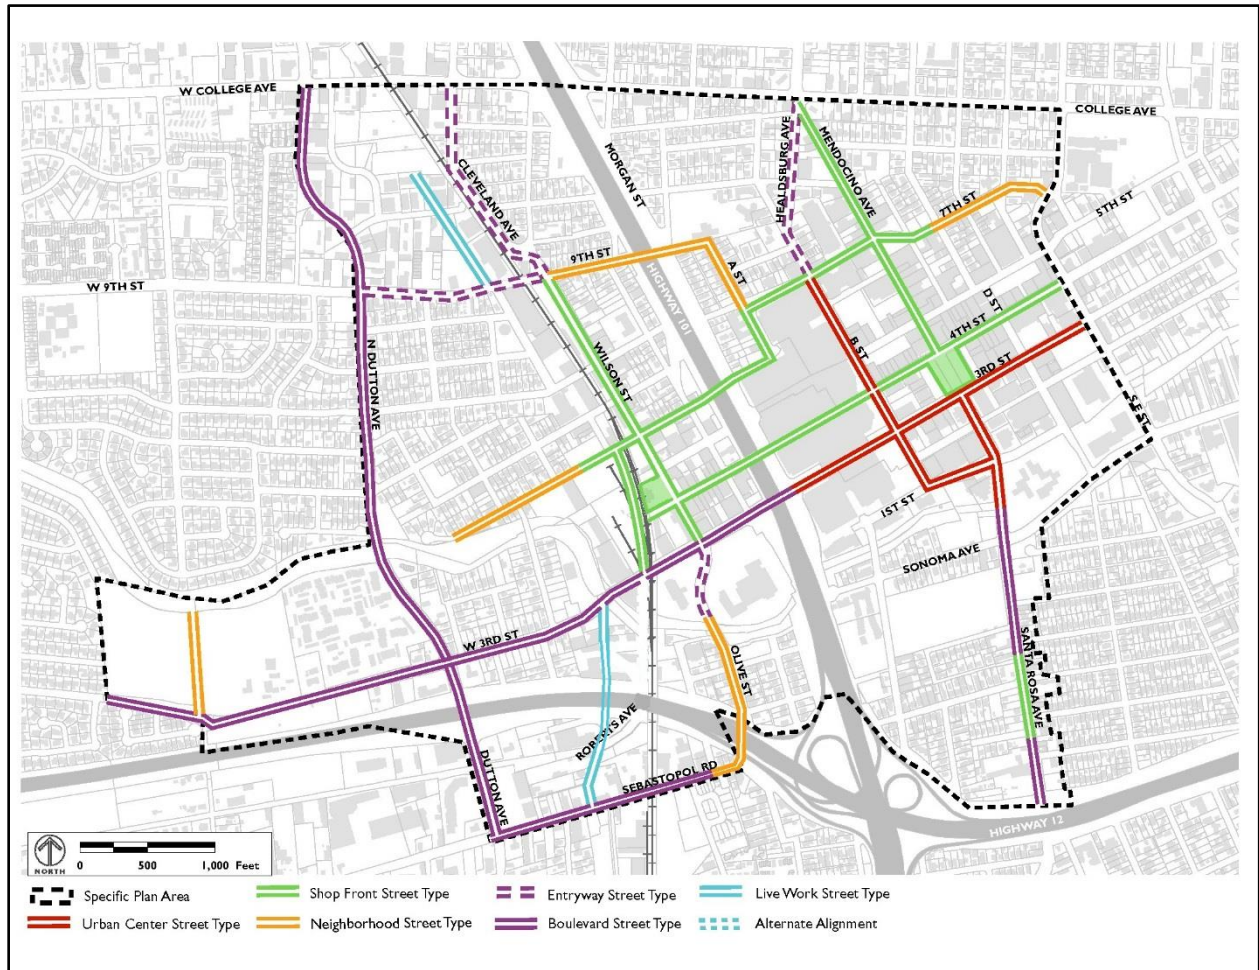 W COLLEGE AVE
COLLEGE AVE
MORGAN ST
HEALDSBURG AVE
MENDOCINO AVE
CLEVELAND AVE
7TH ST
5TH ST
9TH ST
A ST
HIGHWAY 101
W 9TH ST
D ST
4TH ST
N DUTTON AVE
WILSON ST
B ST
3RD ST
S E ST
1ST ST
SONOMA AVE
W 3RD ST
OLIVE ST
SANTA ROSA AVE
ROBERTS AVE
DUTTON AVE
SEBASTOPOL RD
HIGHWAY 12
NORTH
0 500 1,000 Feet
Specific Plan Area
Shop Front Street Type
Entryway Street Type
Live Work Street Type
Urban Center Street Type
Neighborhood Street Type
Boulevard Street Type
Alternate Alignment